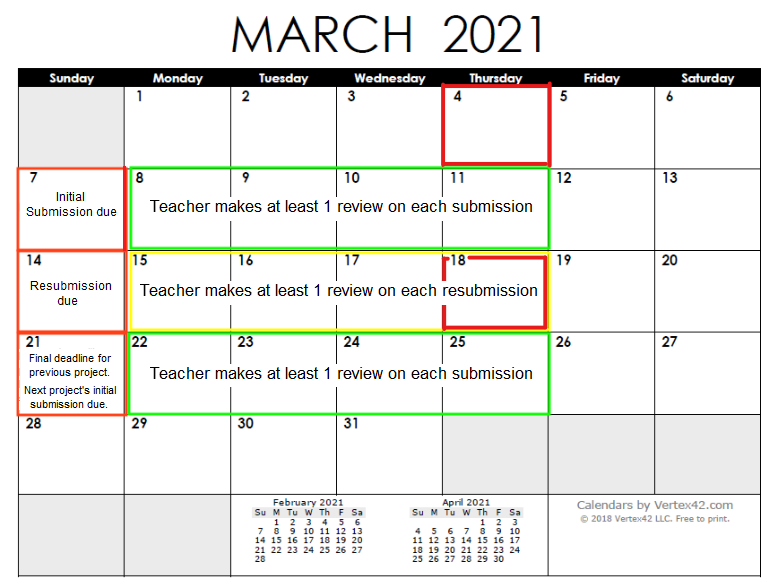 MARCH 2021
Sunday Monday Tuesday Wednesday Thursday Friday Saturday
1 2 3 4 5 6
7 8 9 10 11 12 13
Initial
Submission due
Teacher makes at least 1 review on each submission
14 15 16 17 18 19 20
Resubmission
due
Teacher makes at least 1 review on each resubmission
21 22 23 24 25 26 27
Final deadline for
previous project.
Next project's initial
submission due.
Teacher makes at least 1 review on each submission
28 29 30 31
February 2021
Su M Tu W Th F Sa
1 2 3 4 5 6
7 8 9 10 11 12 13
14 15 16 17 18 19 20
21 22 23 24 25 26 27
28
April 2021
Su M Tu W Th F Sa
1 2 3
4 5 6 7 8 9 10
11 12 13 14 15 16 17
18 19 20 21 22 23 24
25 26 27 28 29 30
Calendars by Vertex42.com
© 2018 Vertex42 LLC. Free to print.